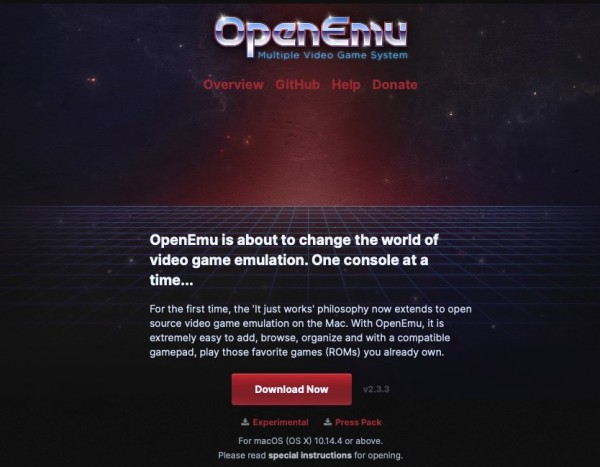 OpenEmu
Multiple Video Game System
Overview GitHub Help Donate
OpenEmu is about to change the world of
video game emulation. One console at a
time...
For the first time, the 'It just works' philosophy now extends to open
source video game emulation on the Mac. With OpenEmu, it is
extremely easy to add, browse, organize and with a compatible
gamepad, play those favorite games (ROMs) you already own.
Download Now v2.3.3
Experimental Press Pack
For macOS (OS X) 10.14.4 or above.
Please read special instructions for opening.